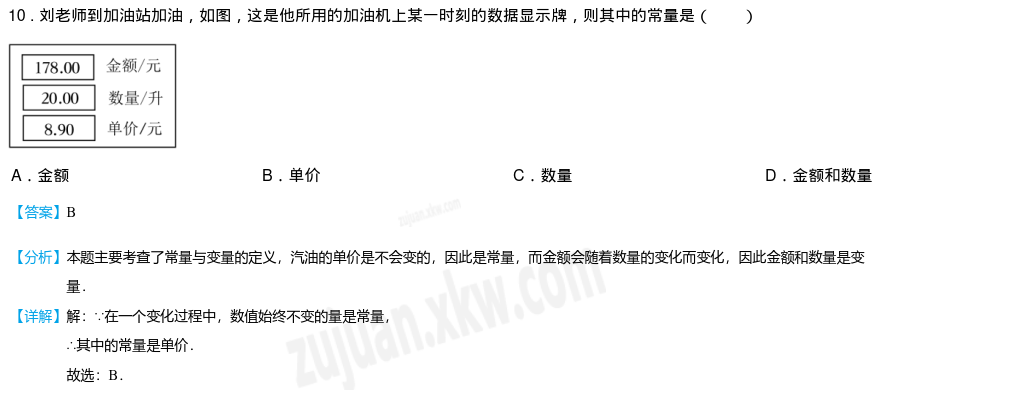 10．刘老师到加油站加油，如图，这是他所用的加油机上某一时刻的数据显示牌，则其中的常量是（　　）
178.00 金额/元
20.00 数量/升
8.90 单价/元
A．金额 B．单价 C．数量 D．金额和数量
【答案】B
zujuan.xkw.com
【分析】本题主要考查了常量与变量的定义，汽油的单价是不会变的，因此是常量，而金额会随着数量的变化而变化，因此金额和数量是变
量．
【详解】解：∵在一个变化过程中，数值始终不变的量是常量，
∴其中的常量是单价．
故选：B．
zujuan.xkw.com